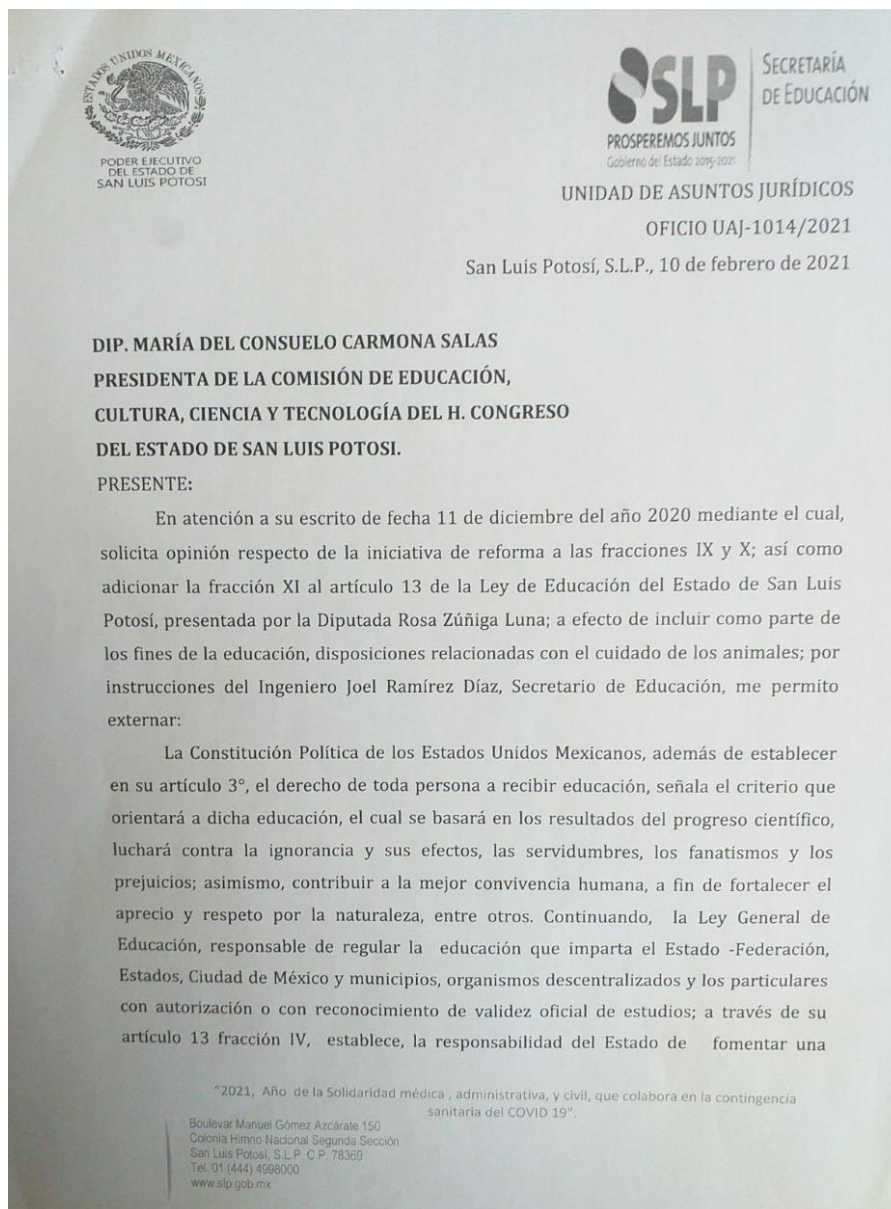 ESTADOS UNIDOS MEXICANOS
PODER EJECUTIVO
DEL ESTADO DE
SAN LUIS POTOSI
SLP
PROSPEREMOS JUNTOS
Gobierno del Estado 2015-2021
SECRETARÍA
DE EDUCACIÓN
UNIDAD DE ASUNTOS JURÍDICOS
OFICIO UAJ-1014/2021
San Luis Potosí, S.L.P., 10 de febrero de 2021
DIP. MARÍA DEL CONSUELO CARMONA SALAS
PRESIDENTA DE LA COMISIÓN DE EDUCACIÓN,
CULTURA, CIENCIA Y TECNOLOGÍA DEL H. CONGRESO
DEL ESTADO DE SAN LUIS POTOSI.
PRESENTE:
En atención a su escrito de fecha 11 de diciembre del año 2020 mediante el cual,
solicita opinión respecto de la iniciativa de reforma a las fracciones IX y X; así como
adicionar la fracción XI al artículo 13 de la Ley de Educación del Estado de San Luis
Potosí, presentada por la Diputada Rosa Zúñiga Luna; a efecto de incluir como parte de
los fines de la educación, disposiciones relacionadas con el cuidado de los animales; por
instrucciones del Ingeniero Joel Ramírez Díaz, Secretario de Educación, me permito
externar:
La Constitución Política de los Estados Unidos Mexicanos, además de establecer
en su artículo 3°, el derecho de toda persona a recibir educación, señala el criterio que
orientará a dicha educación, el cual se basará en los resultados del progreso científico,
luchará contra la ignorancia y sus efectos, las servidumbres, los fanatismos y los
prejuicios; asimismo, contribuir a la mejor convivencia humana, a fin de fortalecer el
aprecio y respeto por la naturaleza, entre otros. Continuando, la Ley General de
Educación, responsable de regular la educación que imparta el Estado -Federación,
Estados, Ciudad de México y municipios, organismos descentralizados y los particulares
con autorización o con reconocimiento de validez oficial de estudios; a través de su
artículo 13 fracción IV, establece, la responsabilidad del Estado de fomentar una
"2021, Año de la Solidaridad médica , administrativa, y civil, que colabora en la contingencia
sanitaria del COVID 19".
Boulevar Manuel Gómez Azcárate 150
Colonia Himno Nacional Segunda Sección
San Luis Potosí, S.L.P. C.P. 78369
Tel. 01 (444) 4998000
www.slp.gob.mx